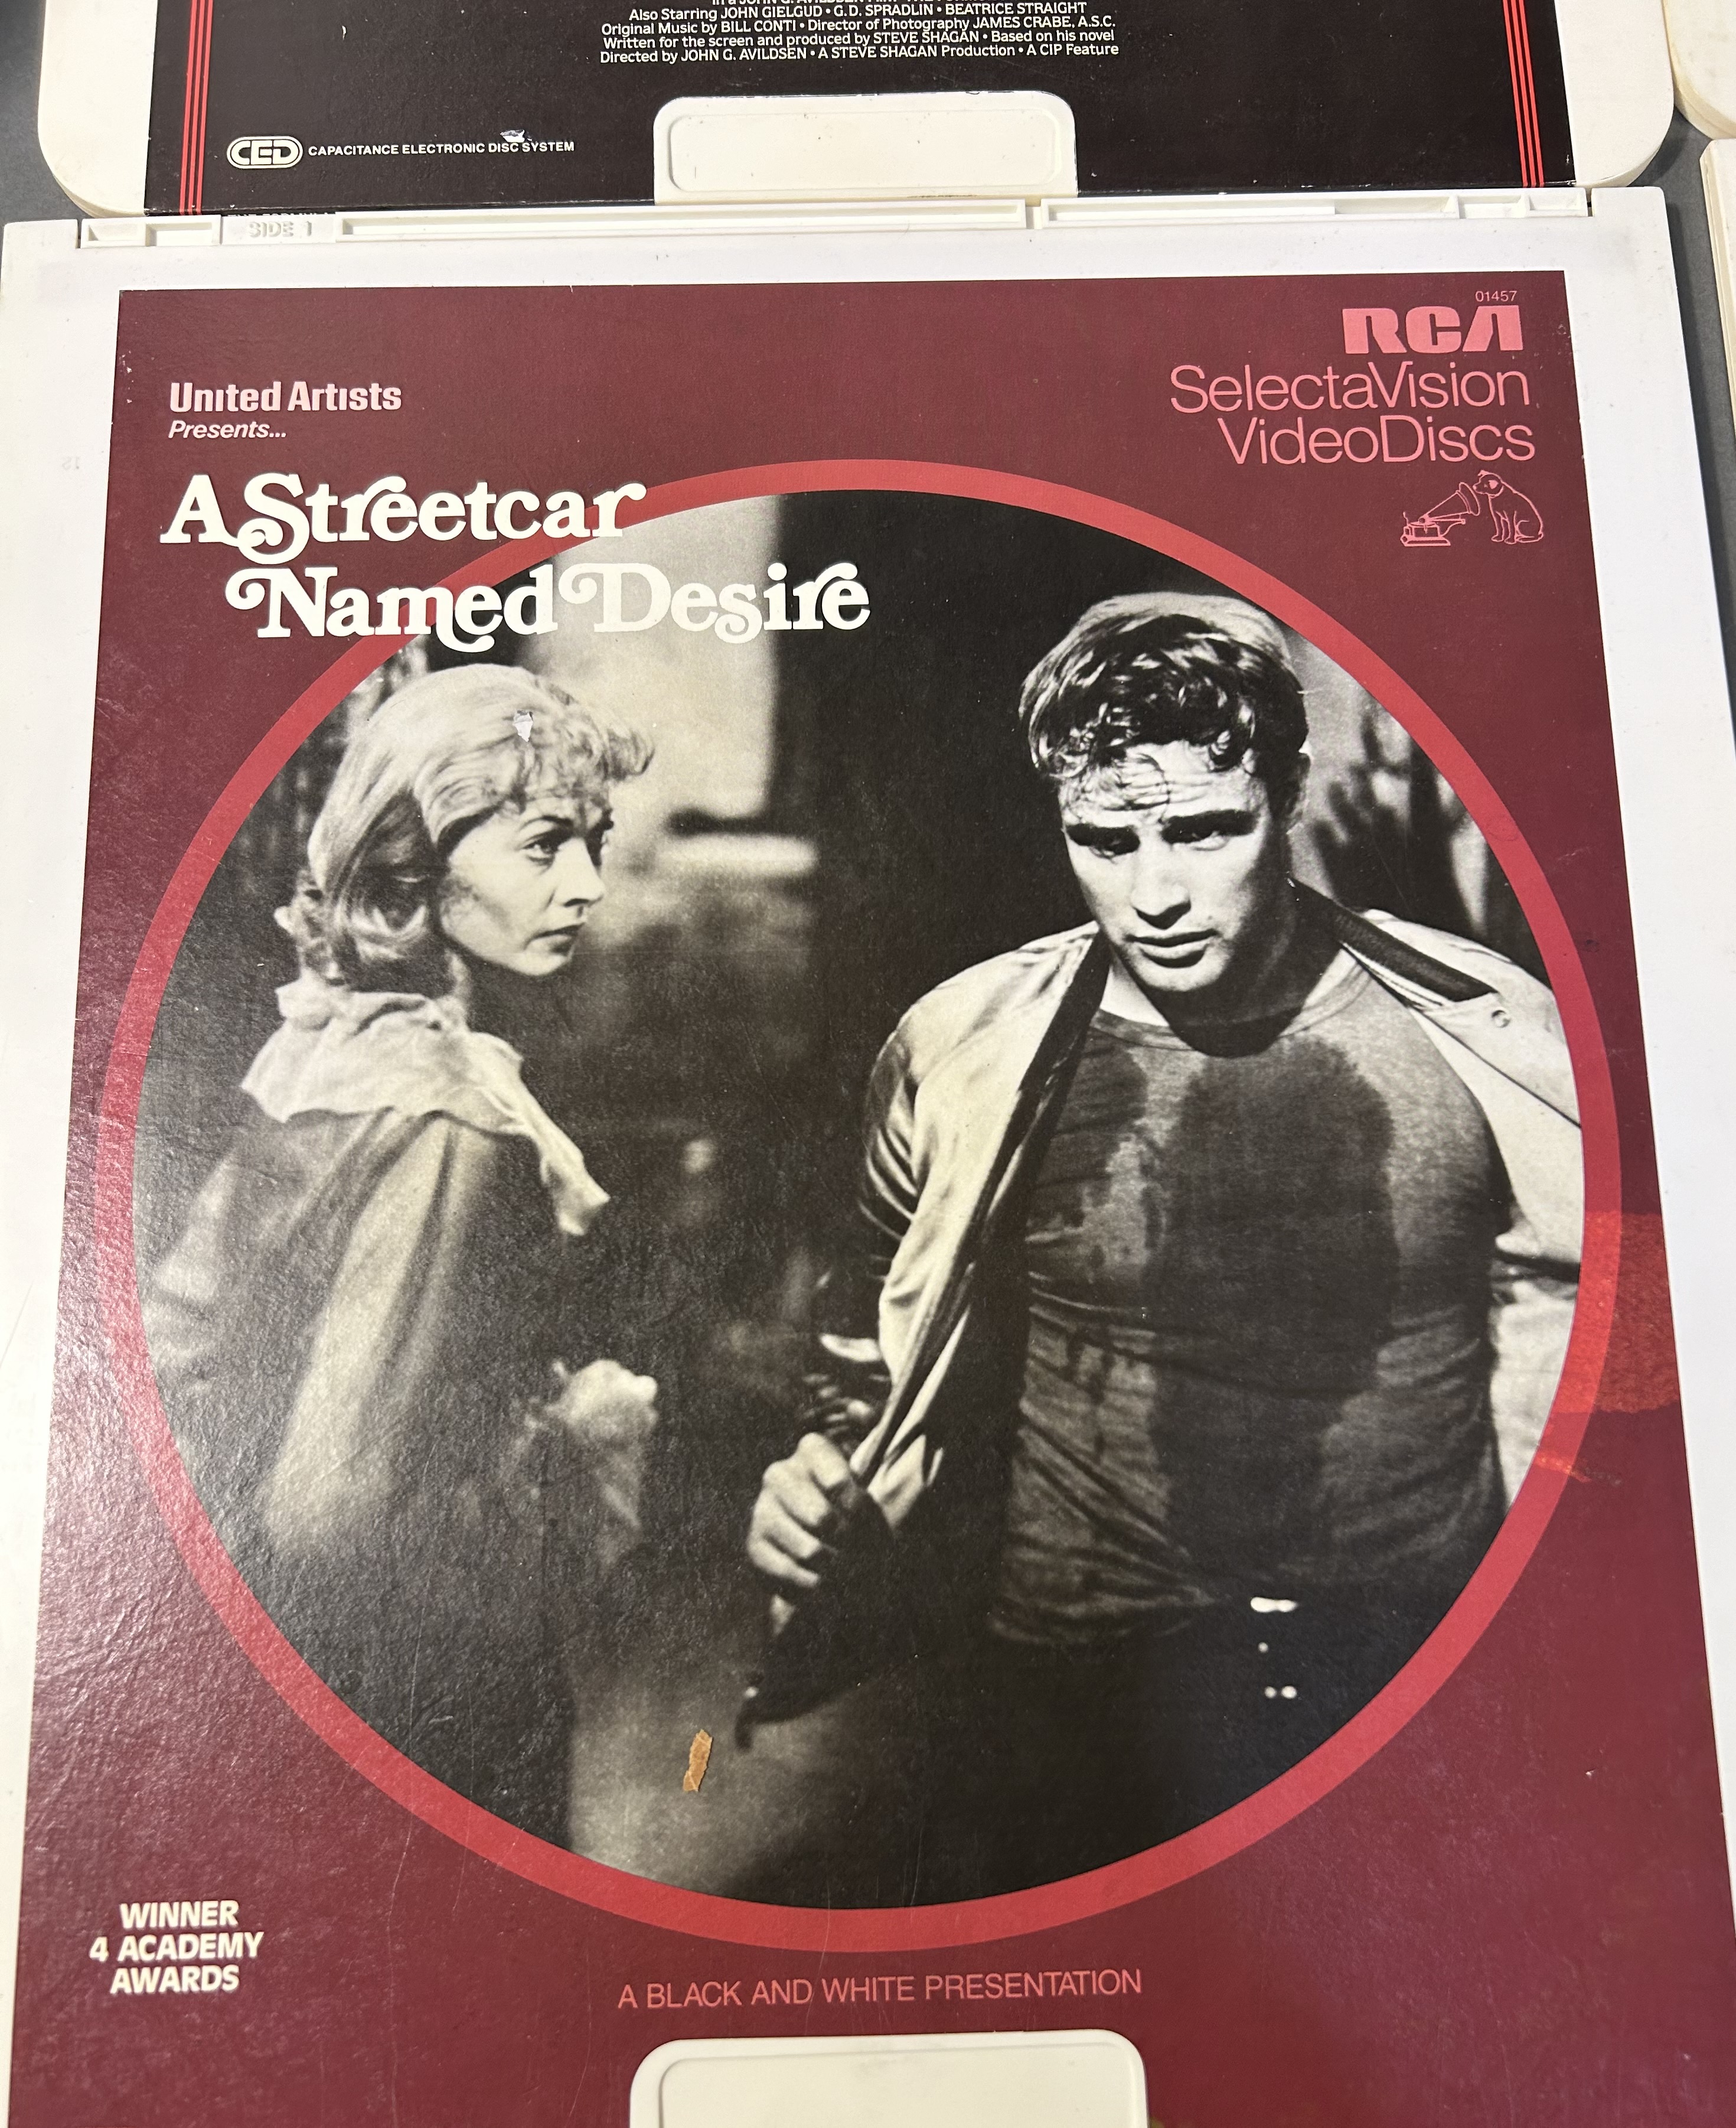 Also Starring JOHN GIELGUD • G.D. SPRADLIN • BEATRICE STRAIGHT
Original Music by BILL CONTI • Director of Photography JAMES CRABE, A.S.C.
Written for the screen and produced by STEVE SHAGAN • Based on his novel
Directed by JOHN G. AVILDSEN • A STEVE SHAGAN Production • A CIP Feature
CED CAPACITANCE ELECTRONIC DISC SYSTEM
SIDE 1
01457
RCA
SelectaVision
VideoDiscs
United Artists
Presents...
A Streetcar
Named Desire
WINNER
4 ACADEMY
AWARDS
A BLACK AND WHITE PRESENTATION